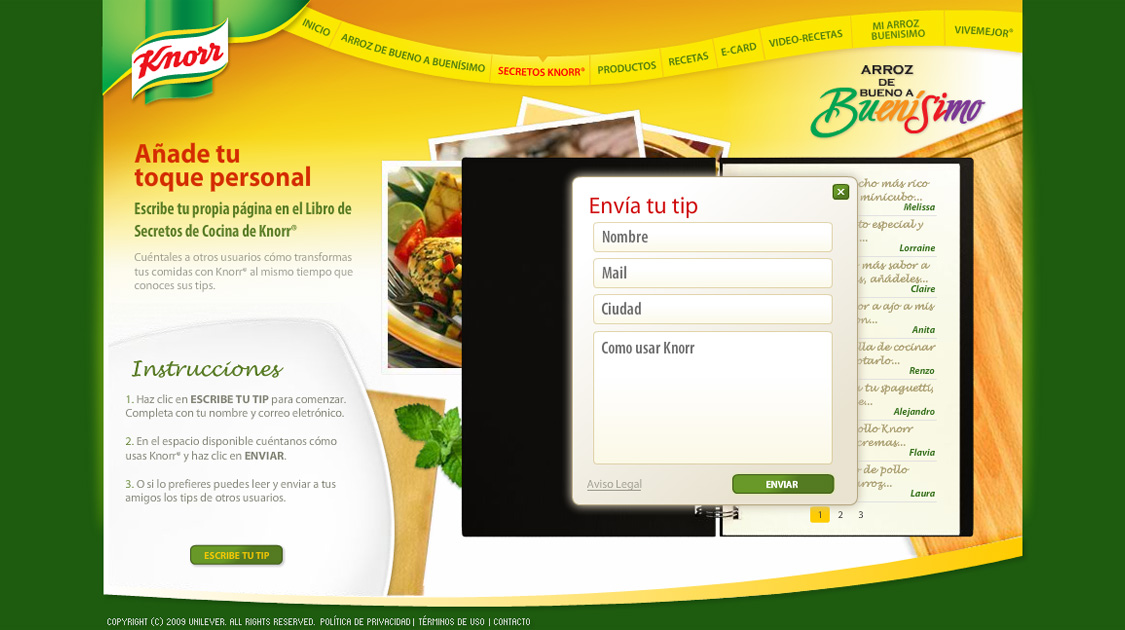 Knorr
INICIO
ARROZ DE BUENO A BUENÍSIMO
SECRETOS KNORR®
PRODUCTOS
RECETAS
E-CARD
VIDEO-RECETAS
MI ARROZ
BUENISIMO
VIVEMEJOR®
ARROZ
DE
BUENO A
Buenísimo
Añade tu
toque personal
Escribe tu propia página en el Libro de
Secretos de Cocina de Knorr®
Cuéntales a otros usuarios cómo transformas
tus comidas con Knorr® al mismo tiempo que
conoces sus tips.
Instrucciones
1. Haz clic en ESCRIBE TU TIP para comenzar.
Completa con tu nombre y correo eletrónico.
2. En el espacio disponible cuéntanos cómo
usas Knorr® y haz clic en ENVIAR.
3. O si lo prefieres puedes leer y enviar a tus
amigos los tips de otros usuarios.
ESCRIBE TU TIP
Envía tu tip
Nombre
Mail
Ciudad
Como usar Knorr
Aviso Legal
ENVIAR
cho más rico
minicubo...
Melissa
to especial y
...
Lorraine
más sabor a
s, añádeles...
Claire
or a ajo a mis
on...
Anita
lla de cocinar
otarlo...
Renzo
a tu spaguetti,
e...
Alejandro
ollo Knorr
cremas...
Flavia
de pollo
arroz...
Laura
1 2 3
COPYRIGHT (C) 2009 UNILEVER. ALL RIGHTS RESERVED. POLÍTICA DE PRIVACIDAD | TÉRMINOS DE USO | CONTACTO